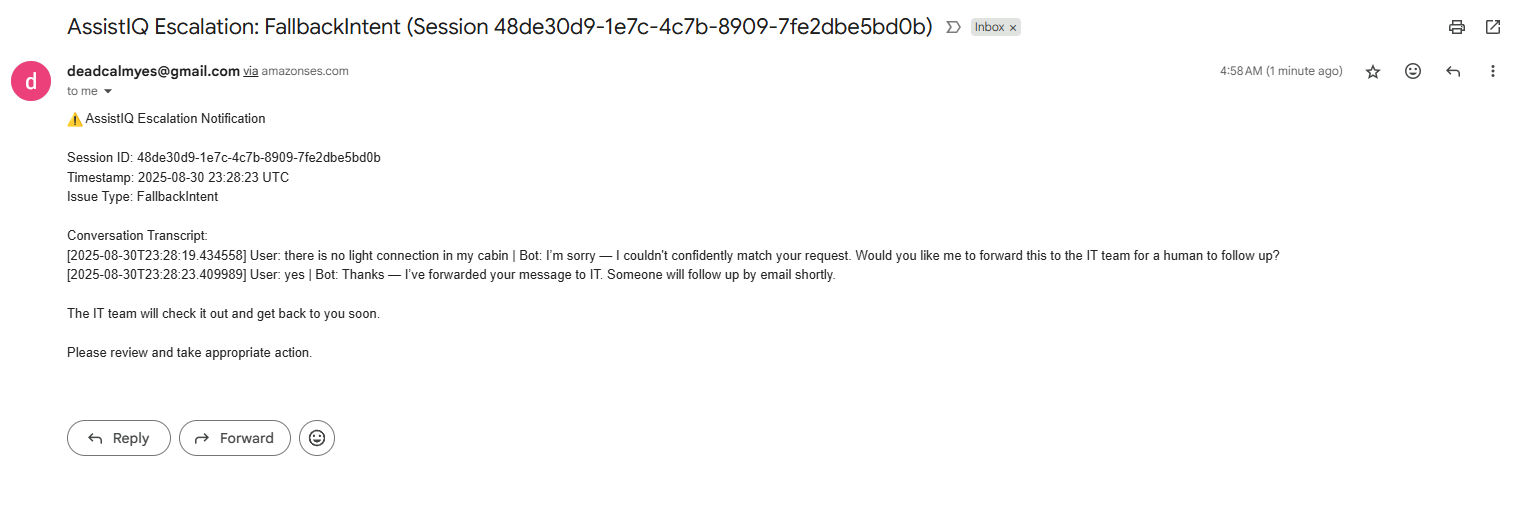 AssistIQ Escalation: FallbackIntent (Session 48de30d9-1e7c-4c7b-8909-7fe2dbe5bd0b) Inbox ×
d
deadcalmyes@gmail.com via amazonses.com 4:58 AM (1 minute ago)
to me
⚠️ AssistIQ Escalation Notification
Session ID: 48de30d9-1e7c-4c7b-8909-7fe2dbe5bd0b
Timestamp: 2025-08-30 23:28:23 UTC
Issue Type: FallbackIntent
Conversation Transcript:
[2025-08-30T23:28:19.434558] User: there is no light connection in my cabin | Bot: I’m sorry — I couldn't confidently match your request. Would you like me to forward this to the IT team for a human to follow up?
[2025-08-30T23:28:23.409989] User: yes | Bot: Thanks — I’ve forwarded your message to IT. Someone will follow up by email shortly.
The IT team will check it out and get back to you soon.
Please review and take appropriate action.
Reply Forward